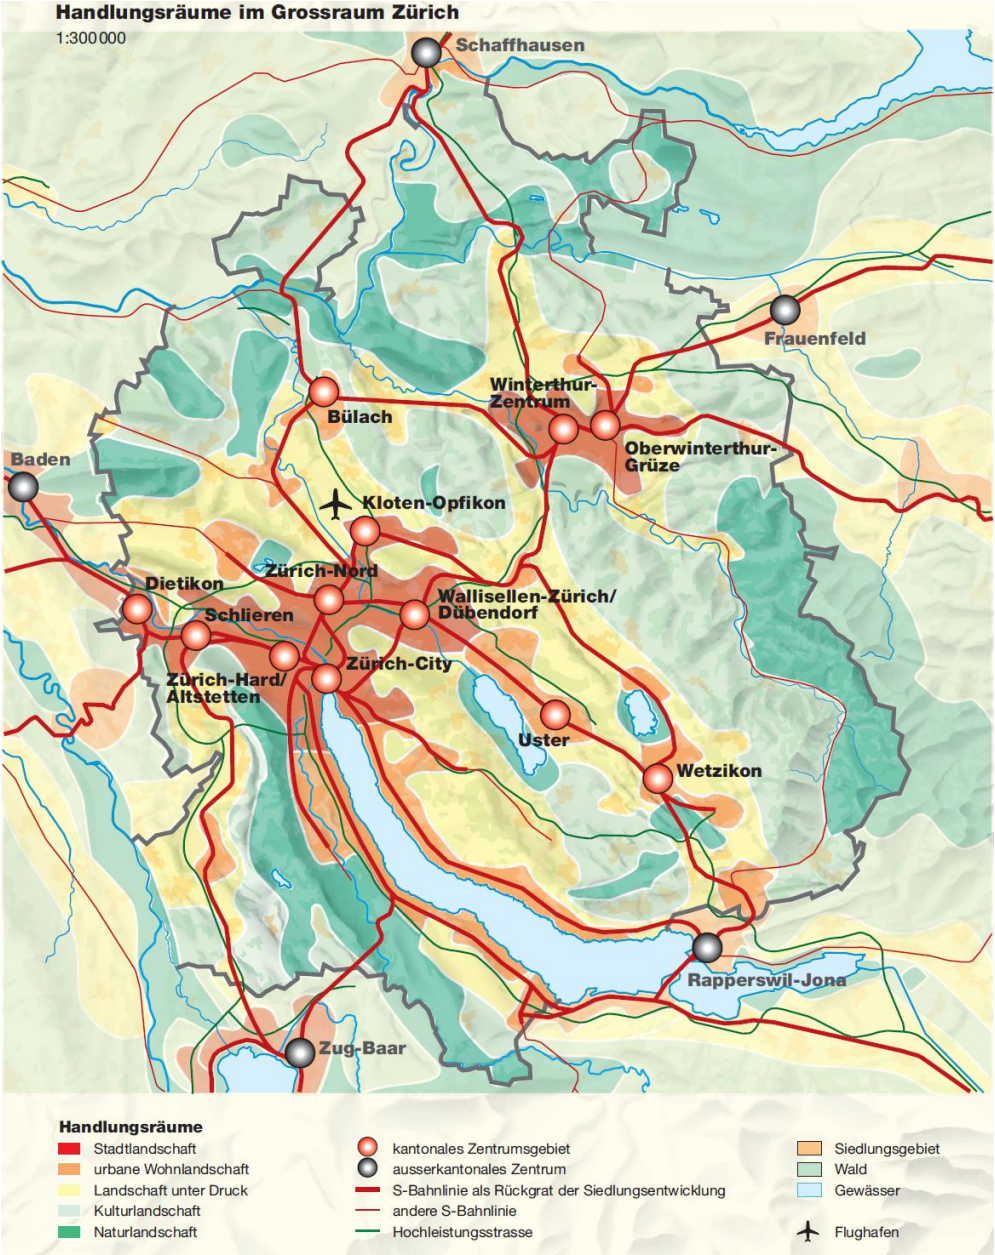 Handlungsräume im Grossraum Zürich
1:300 000
Schaffhausen
Frauenfeld
Winterthur-
Zentrum
Bülach
Oberwinterthur-
Grüze
Baden
Kloten-Opfikon
Zürich-Nord
Dietikon
Wallisellen-Zürich/
Dübendorf
Schlieren
Zürich-City
Zürich-Hard/
Altstetten
Uster
Wetzikon
Rapperswil-Jona
Zug-Baar
Handlungsräume
Stadtlandschaft
urbane Wohnlandschaft
Landschaft unter Druck
Kulturlandschaft
Naturlandschaft
kantonales Zentrumsgebiet
ausserkantonales Zentrum
S-Bahnlinie als Rückgrat der Siedlungsentwicklung
andere S-Bahnlinie
Hochleistungsstrasse
Siedlungsgebiet
Wald
Gewässer
Flughafen